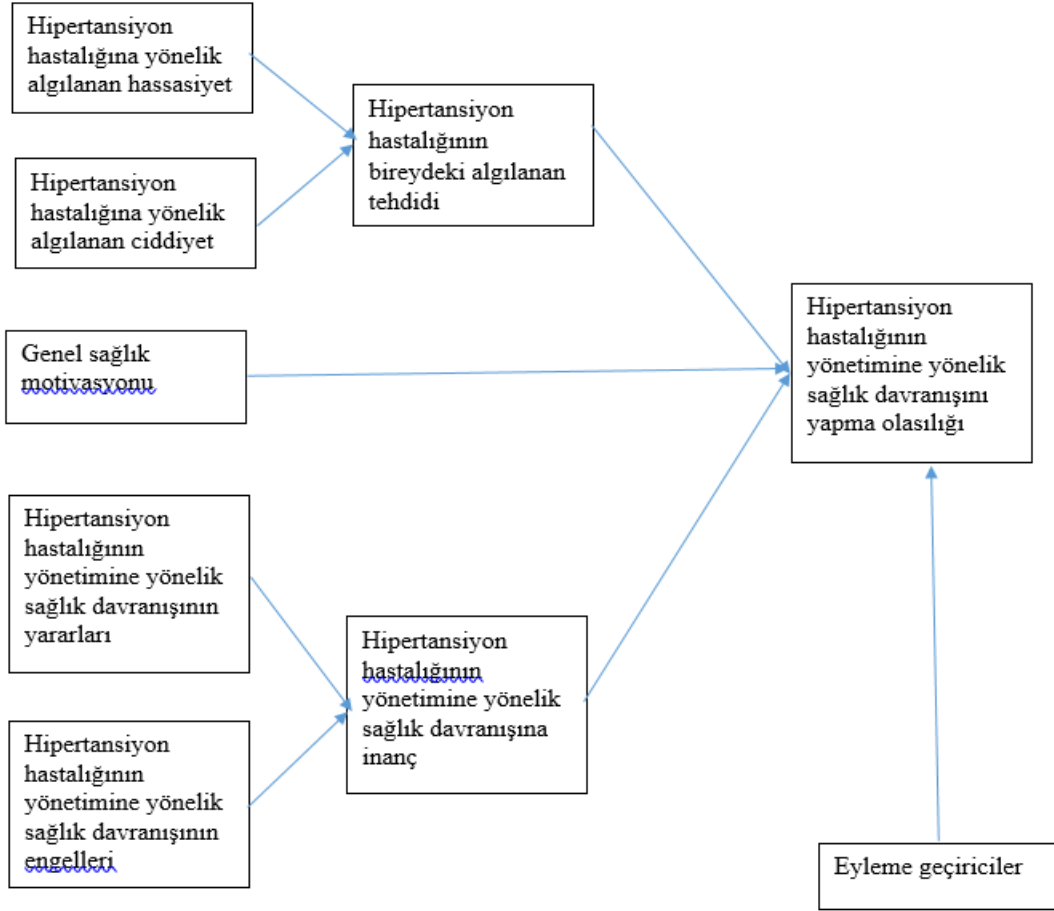 Hipertansiyon
hastalığına yönelik
algılanan hassasiyet
Hipertansiyon
hastalığının
bireydeki algılanan
tehdidi
Hipertansiyon
hastalığına yönelik
algılanan ciddiyet
Genel sağlık
motivasyonu
Hipertansiyon
hastalığının
yönetimine yönelik
sağlık davranışını
yapma olasılığı
Hipertansiyon
hastalığının
yönetimine yönelik
sağlık davranışının
yararları
Hipertansiyon
hastalığının
yönetimine yönelik
sağlık davranışına
inanç
Hipertansiyon
hastalığının
yönetimine yönelik
sağlık davranışının
engelleri
Eyleme geçiriciler